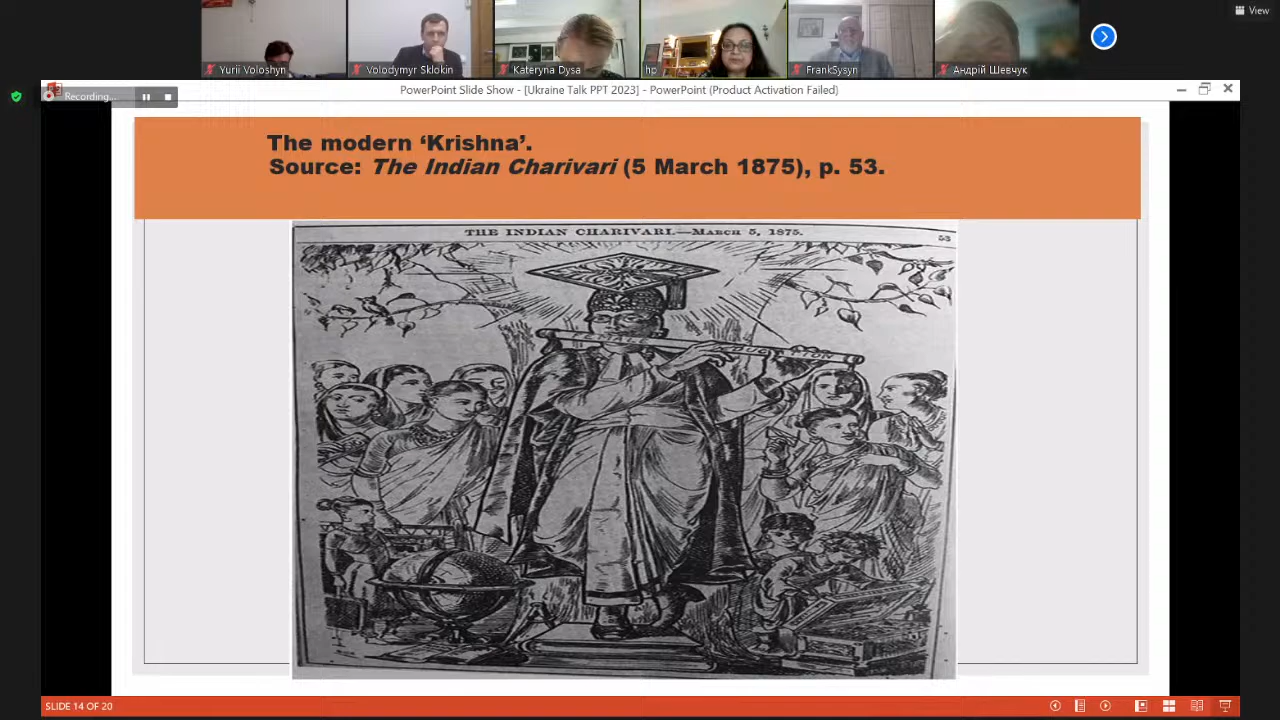 View
Yurii Voloshyn
Volodymyr Sklokin
Kateryna Dysa
hp
FrankSysyn
Андрій Шевчук
Recording...
PowerPoint Slide Show - [Ukraine Talk PPT 2023] - PowerPoint (Product Activation Failed)
The modern ‘Krishna’.
Source: The Indian Charivari (5 March 1875), p. 53.
THE INDIAN CHARIVARI.—MARCH 5, 1875.
53
FEMALE EDUCATION
SLIDE 14 OF 20